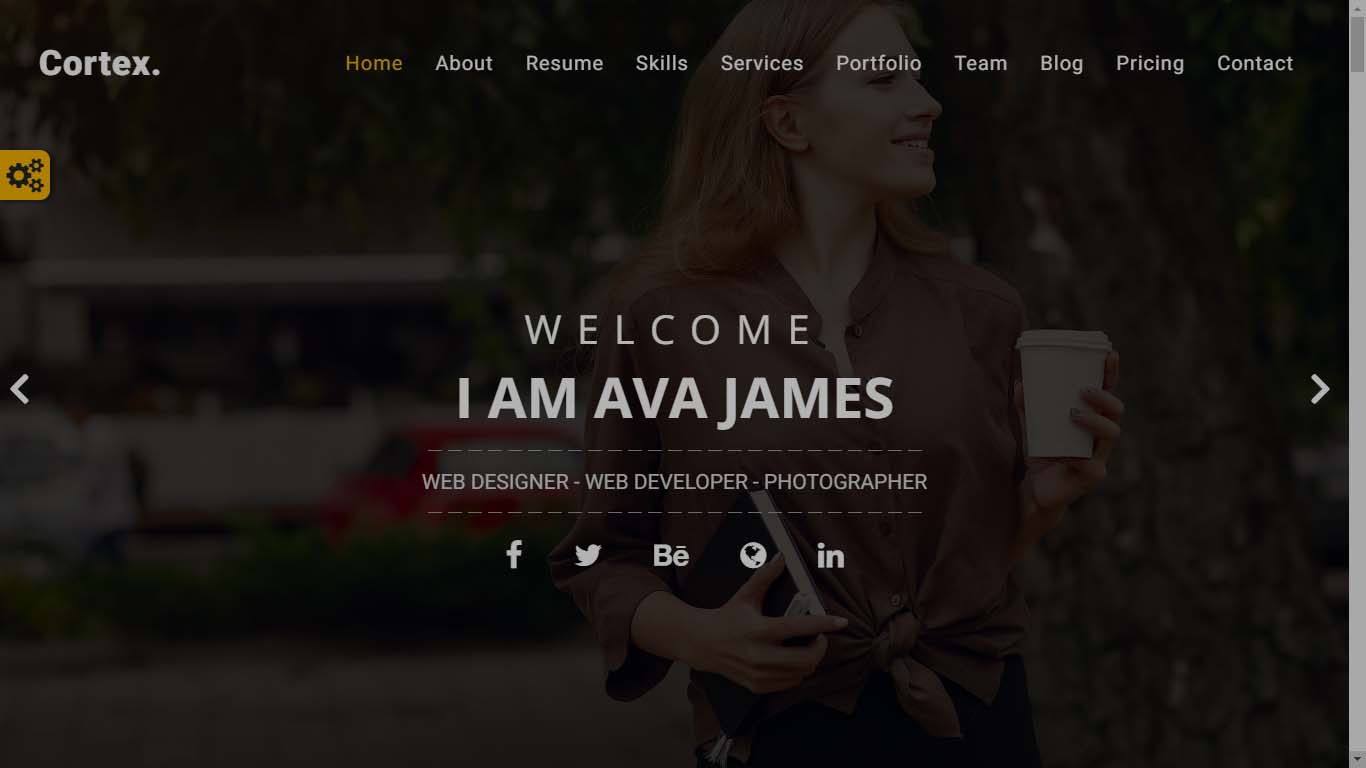 Cortex.
Home About Resume Skills Services Portfolio Team Blog Pricing Contact
WELCOME
I AM AVA JAMES
WEB DESIGNER - WEB DEVELOPER - PHOTOGRAPHER
Bē